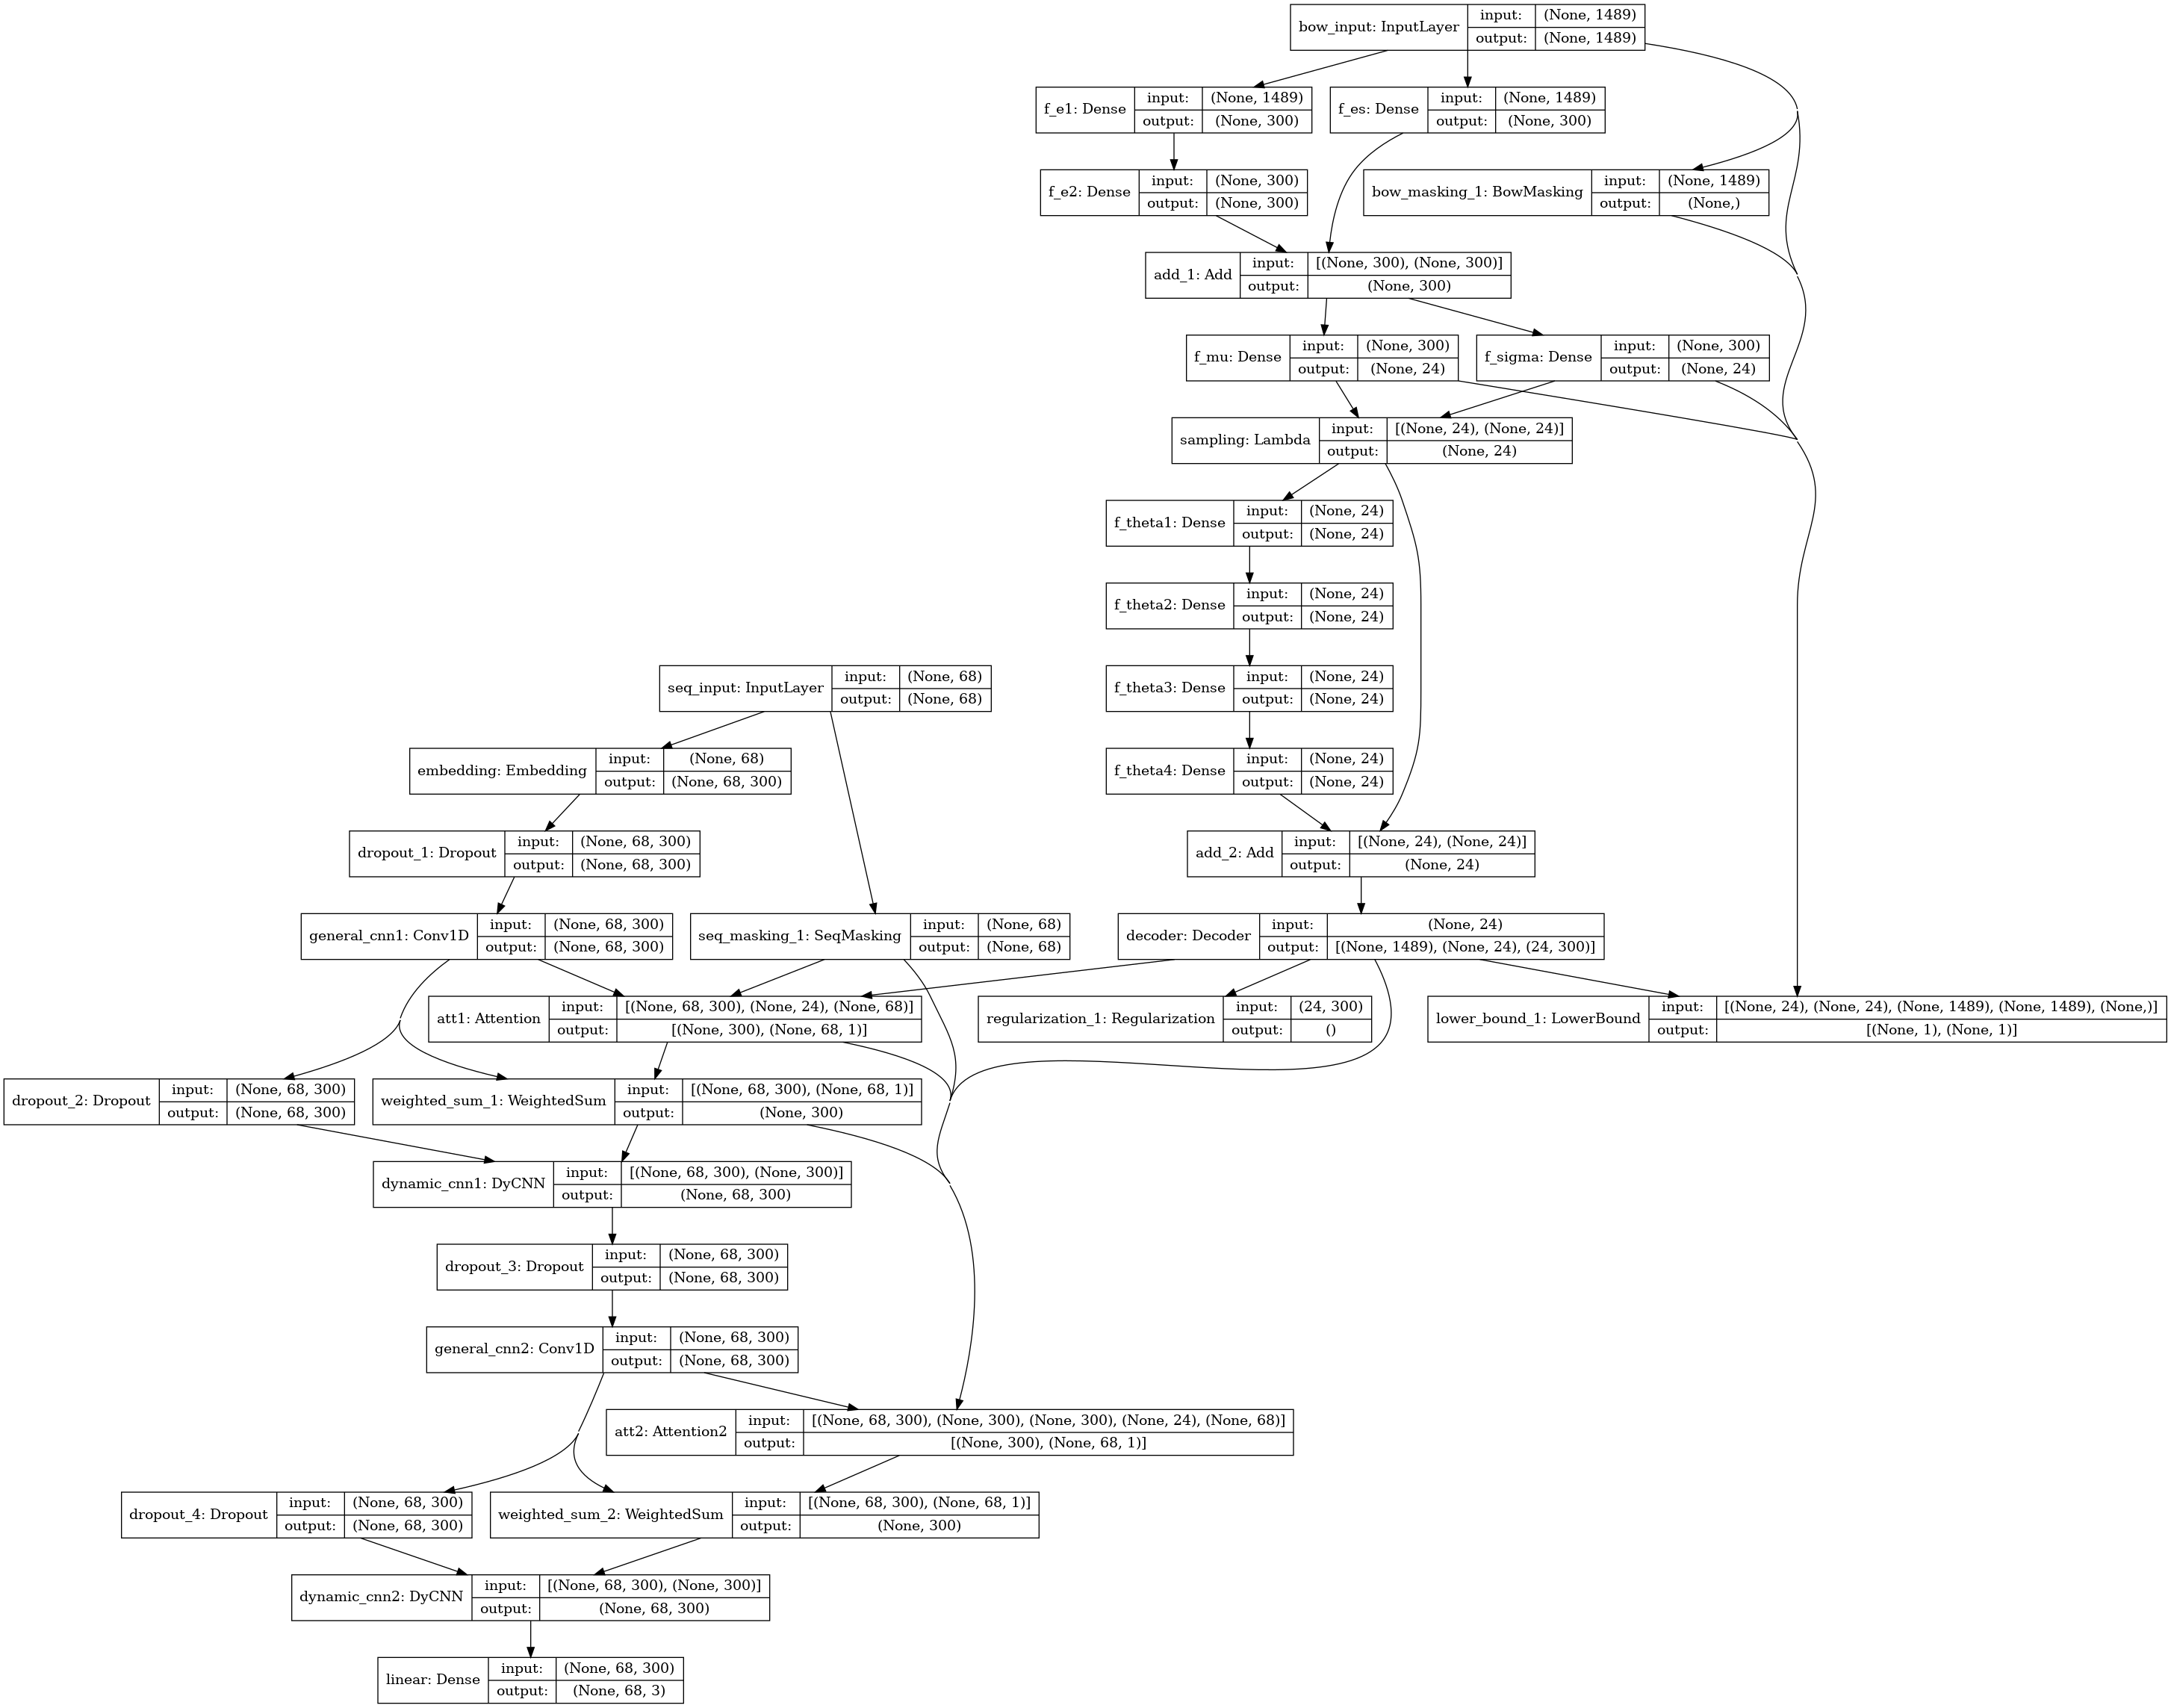 bow_input: InputLayer input: (None, 1489)
output: (None, 1489)
f_e1: Dense input: (None, 1489)
output: (None, 300)
f_es: Dense input: (None, 1489)
output: (None, 300)
f_e2: Dense input: (None, 300)
output: (None, 300)
bow_masking_1: BowMasking input: (None, 1489)
output: (None,)
add_1: Add input: [(None, 300), (None, 300)]
output: (None, 300)
f_mu: Dense input: (None, 300)
output: (None, 24)
f_sigma: Dense input: (None, 300)
output: (None, 24)
sampling: Lambda input: [(None, 24), (None, 24)]
output: (None, 24)
f_theta1: Dense input: (None, 24)
output: (None, 24)
f_theta2: Dense input: (None, 24)
output: (None, 24)
seq_input: InputLayer input: (None, 68)
output: (None, 68)
f_theta3: Dense input: (None, 24)
output: (None, 24)
embedding: Embedding input: (None, 68)
output: (None, 68, 300)
f_theta4: Dense input: (None, 24)
output: (None, 24)
dropout_1: Dropout input: (None, 68, 300)
output: (None, 68, 300)
add_2: Add input: [(None, 24), (None, 24)]
output: (None, 24)
general_cnn1: Conv1D input: (None, 68, 300)
output: (None, 68, 300)
seq_masking_1: SeqMasking input: (None, 68)
output: (None, 68)
decoder: Decoder input: (None, 24)
output: [(None, 1489), (None, 24), (24, 300)]
att1: Attention input: [(None, 68, 300), (None, 24), (None, 68)]
output: [(None, 300), (None, 68, 1)]
regularization_1: Regularization input: (24, 300)
output: ()
lower_bound_1: LowerBound input: [(None, 24), (None, 24), (None, 1489), (None, 1489), (None,)]
output: [(None, 1), (None, 1)]
dropout_2: Dropout input: (None, 68, 300)
output: (None, 68, 300)
weighted_sum_1: WeightedSum input: [(None, 68, 300), (None, 68, 1)]
output: (None, 300)
dynamic_cnn1: DyCNN input: [(None, 68, 300), (None, 300)]
output: (None, 68, 300)
dropout_3: Dropout input: (None, 68, 300)
output: (None, 68, 300)
general_cnn2: Conv1D input: (None, 68, 300)
output: (None, 68, 300)
att2: Attention2 input: [(None, 68, 300), (None, 300), (None, 300), (None, 24), (None, 68)]
output: [(None, 300), (None, 68, 1)]
dropout_4: Dropout input: (None, 68, 300)
output: (None, 68, 300)
weighted_sum_2: WeightedSum input: [(None, 68, 300), (None, 68, 1)]
output: (None, 300)
dynamic_cnn2: DyCNN input: [(None, 68, 300), (None, 300)]
output: (None, 68, 300)
linear: Dense input: (None, 68, 300)
output: (None, 68, 3)